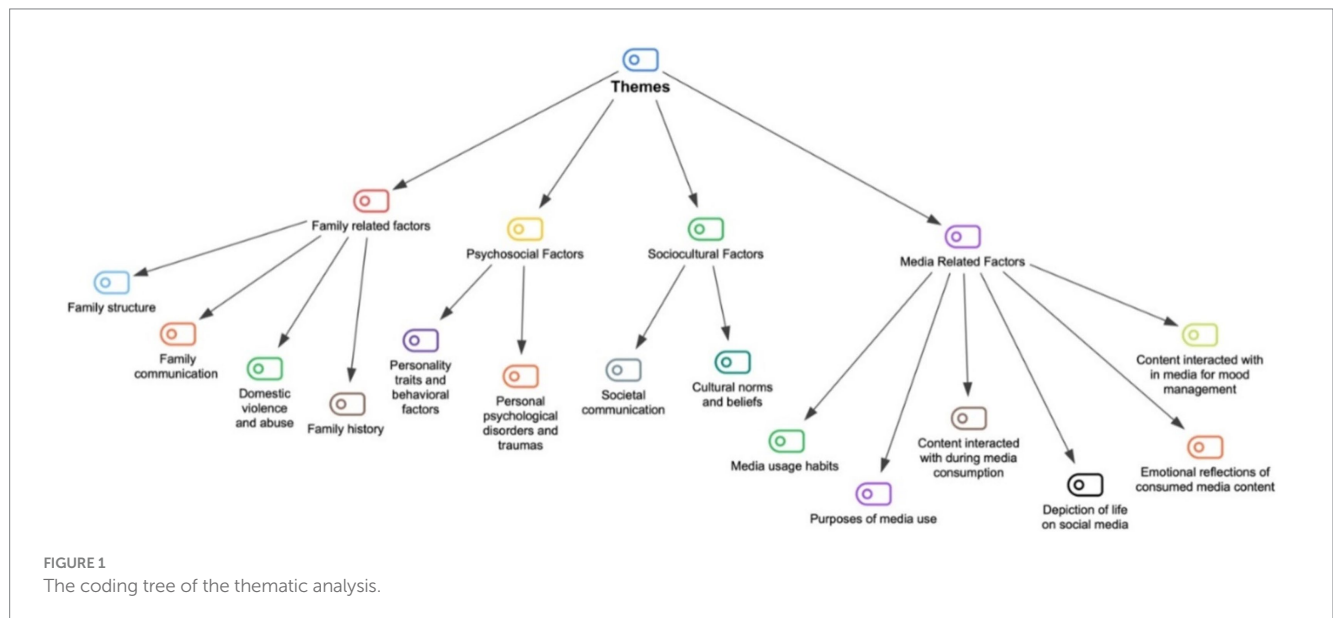 Themes
Family related factors
Psychosocial Factors
Sociocultural Factors
Media Related Factors
Family structure
Family
communication
Domestic
violence
and abuse
Family history
Personality
traits and
behavioral
factors
Personal
psychological
disorders and
traumas
Societal
communication
Cultural norms
and beliefs
Media usage habits
Purposes of media use
Content interacted
with during media
consumption
Depiction of life
on social media
Emotional reflections of
consumed media content
Content interacted with
in media for mood
management
FIGURE 1
The coding tree of the thematic analysis.